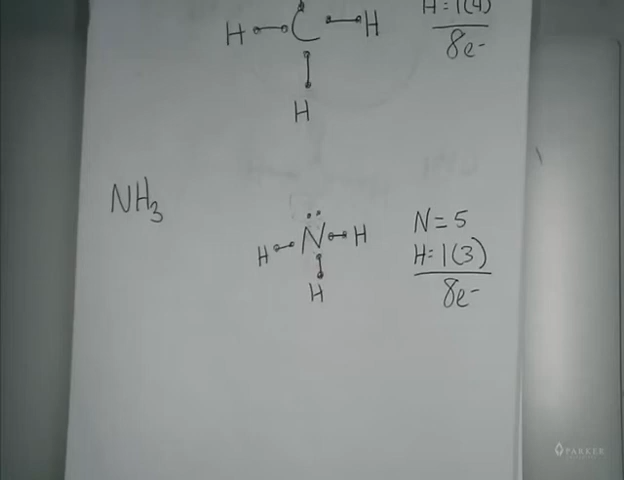 H C H
H = 1(4)
8e-
H
NH3
N = 5
H N H
H = 1(3)
H
8e-
PARKER